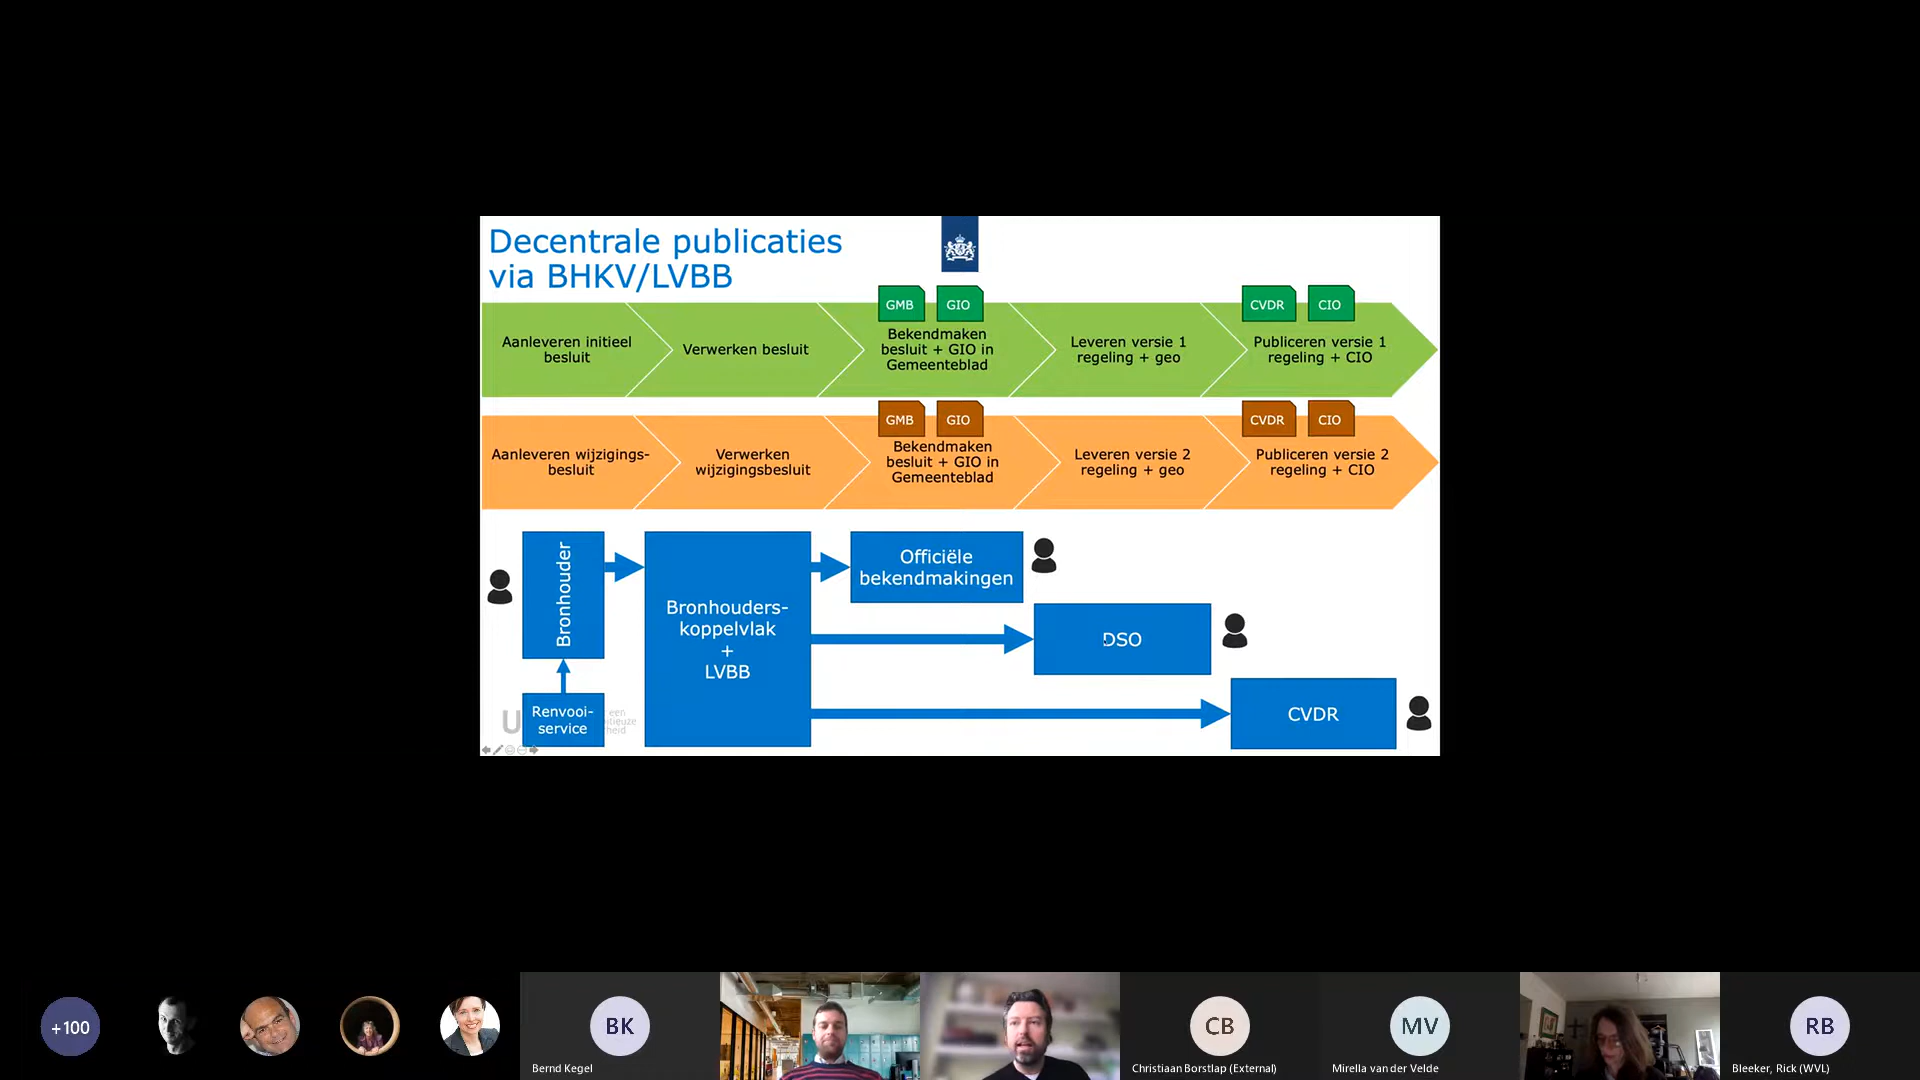 Decentrale publicaties
via BHKV/LVBB
GMB
GIO
CVDR
CIO
Aanleveren initieel
besluit
Verwerken besluit
Bekendmaken
besluit + GIO in
Gemeenteblad
Leveren versie 1
regeling + geo
Publiceren versie 1
regeling + CIO
GMB
GIO
CVDR
CIO
Aanleveren wijzigings-
besluit
Verwerken
wijzigingsbesluit
Bekendmaken
besluit + GIO in
Gemeenteblad
Leveren versie 2
regeling + geo
Publiceren versie 2
regeling + CIO
Bronhouder
Bronhouders-
koppelvlak
+
LVBB
Officiële
bekendmakingen
DSO
CVDR
Renvooi-
service
U
een
+100
BK
Bernd Kegel
CB
Christiaan Borstlap (External)
MV
Mirella van der Velde
RB
Bleeker, Rick (WVL)